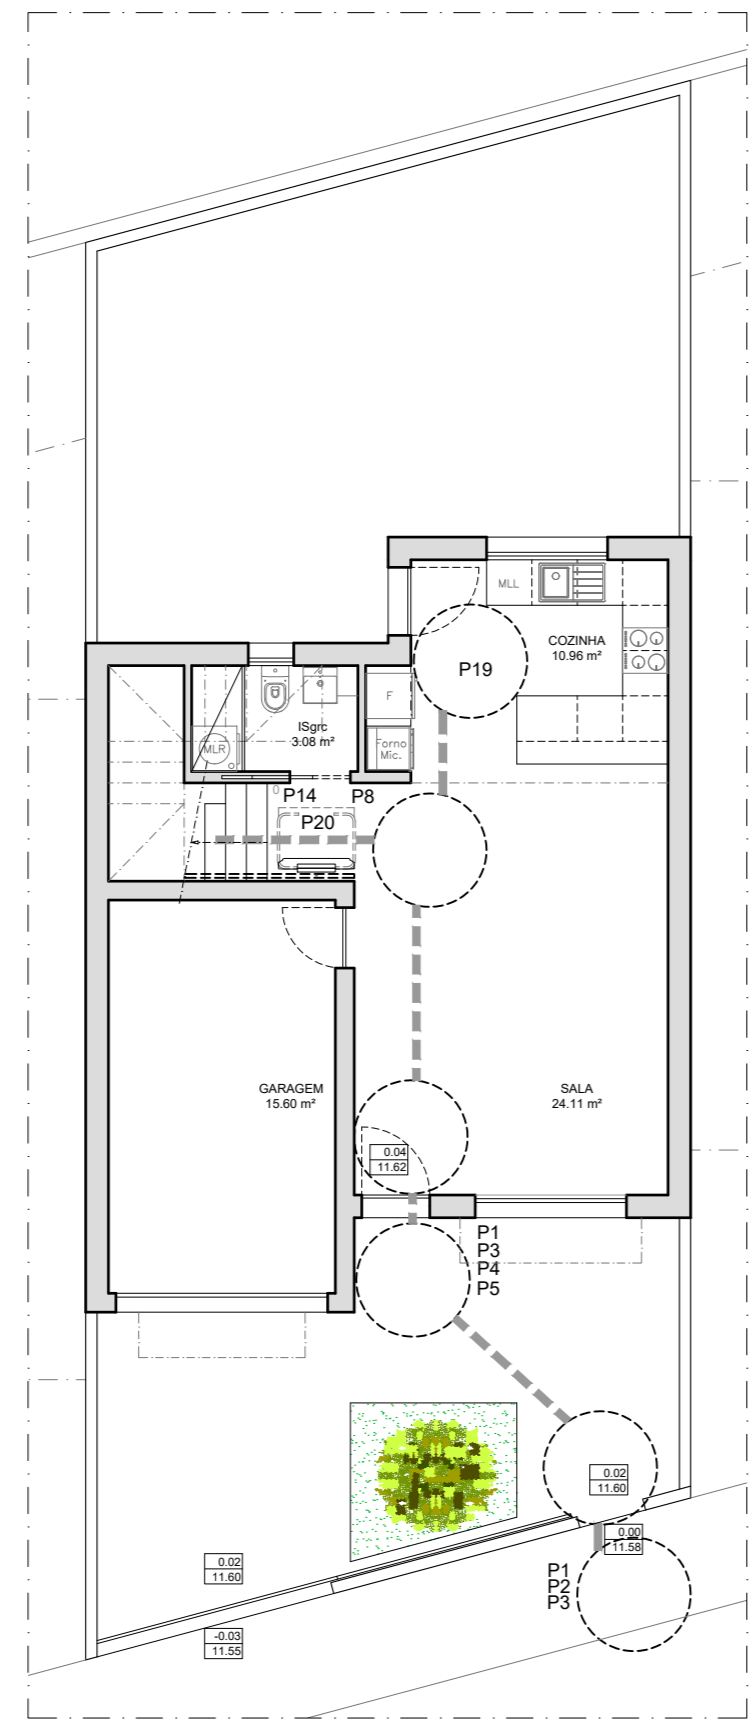 MLL
COZINHA
10.96 m²
P19
F
ISgrc
3.08 m²
MLR
Forno
Mic.
0
P14
P8
P20
GARAGEM
15.60 m²
SALA
24.11 m²
0.04
11.62
P1
P3
P4
P5
0.02
11.60
0.00
11.58
P1
P2
P3
0.02
11.60
-0.03
11.55